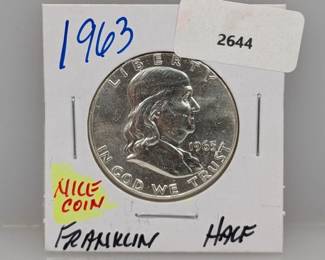 1963
2644
LIBERTY
1963
IN GOD WE TRUST
NICE
COIN
FRANKLIN HALF